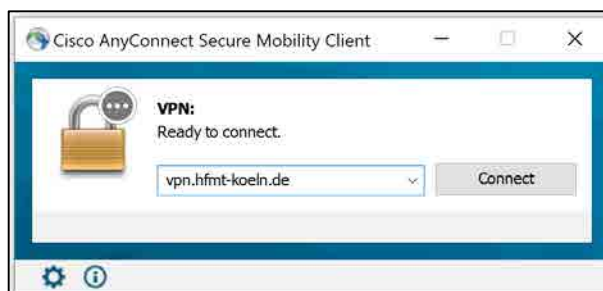 Cisco AnyConnect Secure Mobility Client
VPN:
Ready to connect.
vpn.hfmt-koeln.de
Connect